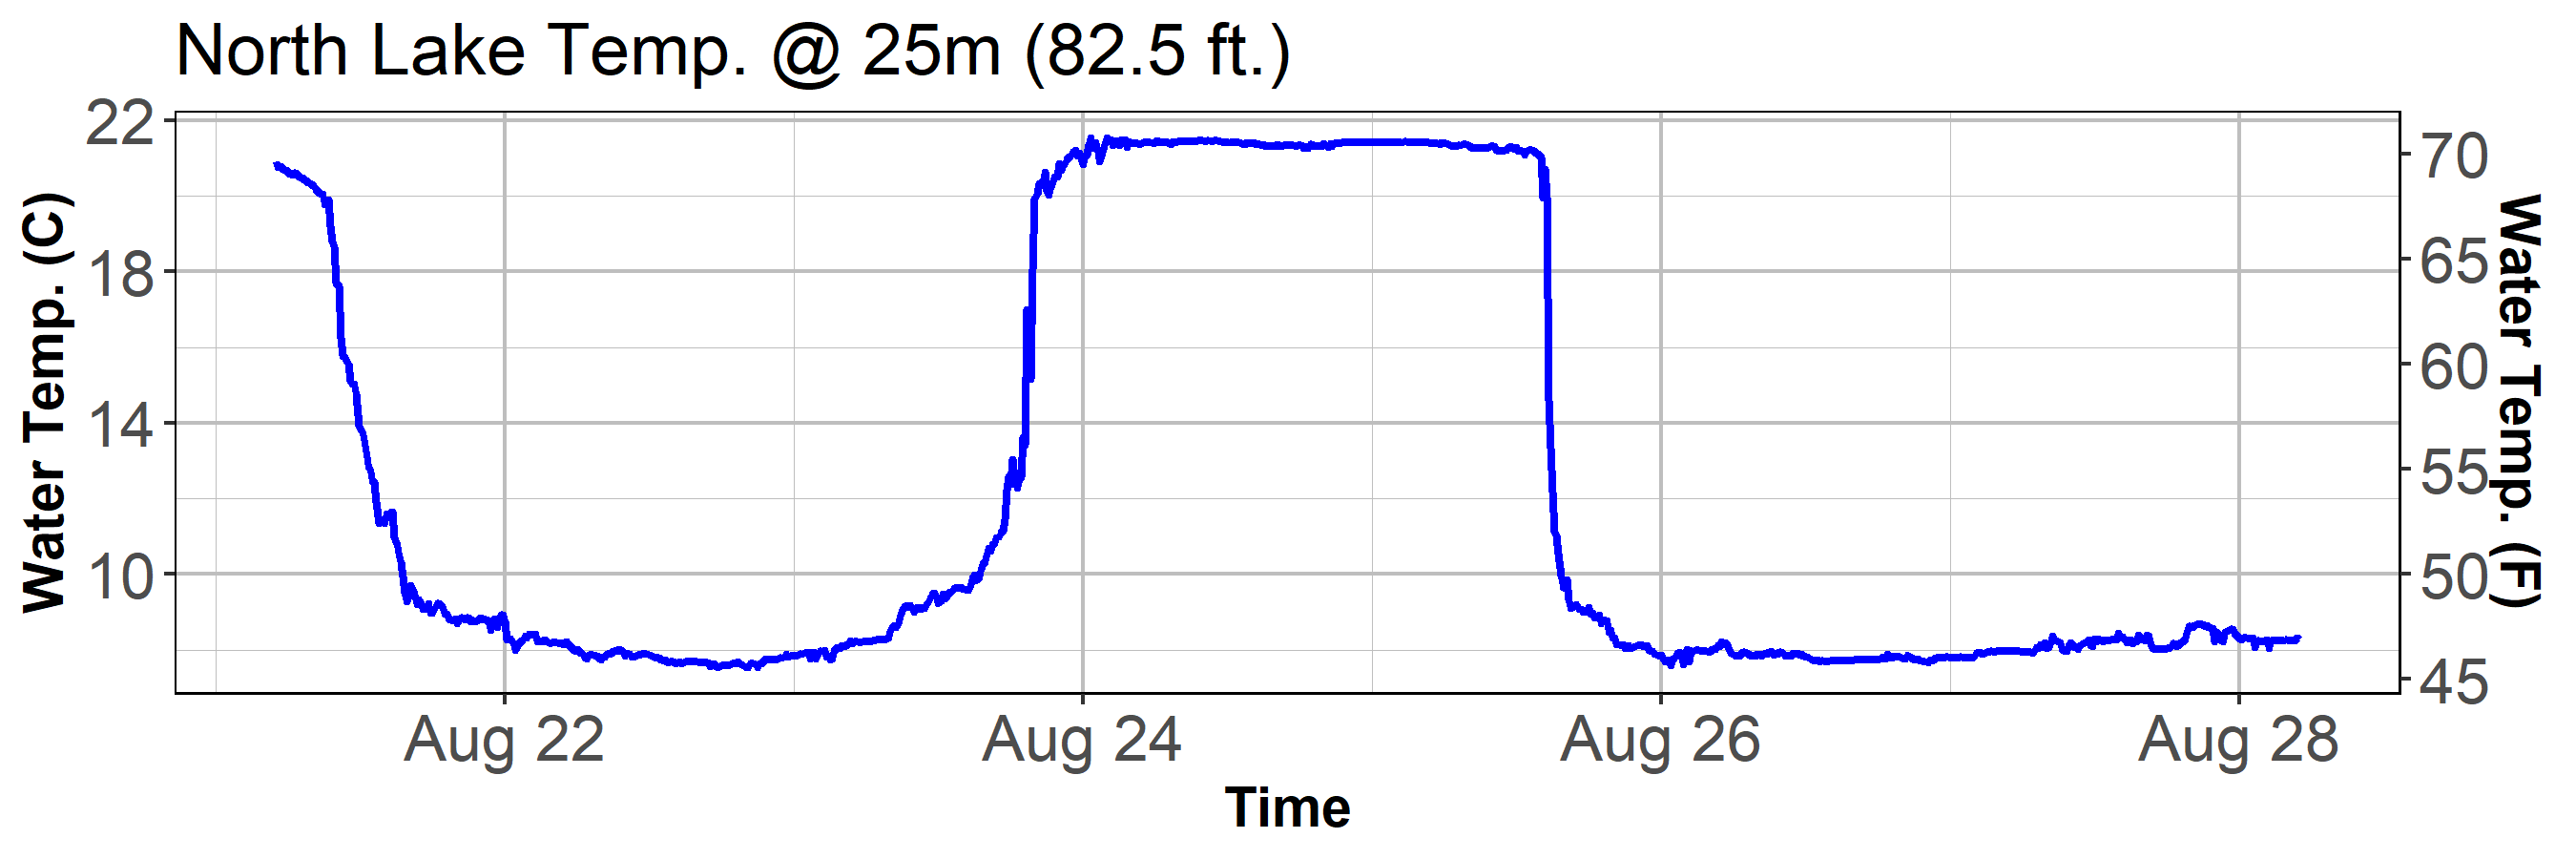 North Lake Temp. @ 25m (82.5 ft.)
Water Temp. (C)
22
18
14
10
70
65
60
55
50
45
Water Temp. (F)
Aug 22 Aug 24 Aug 26 Aug 28
Time